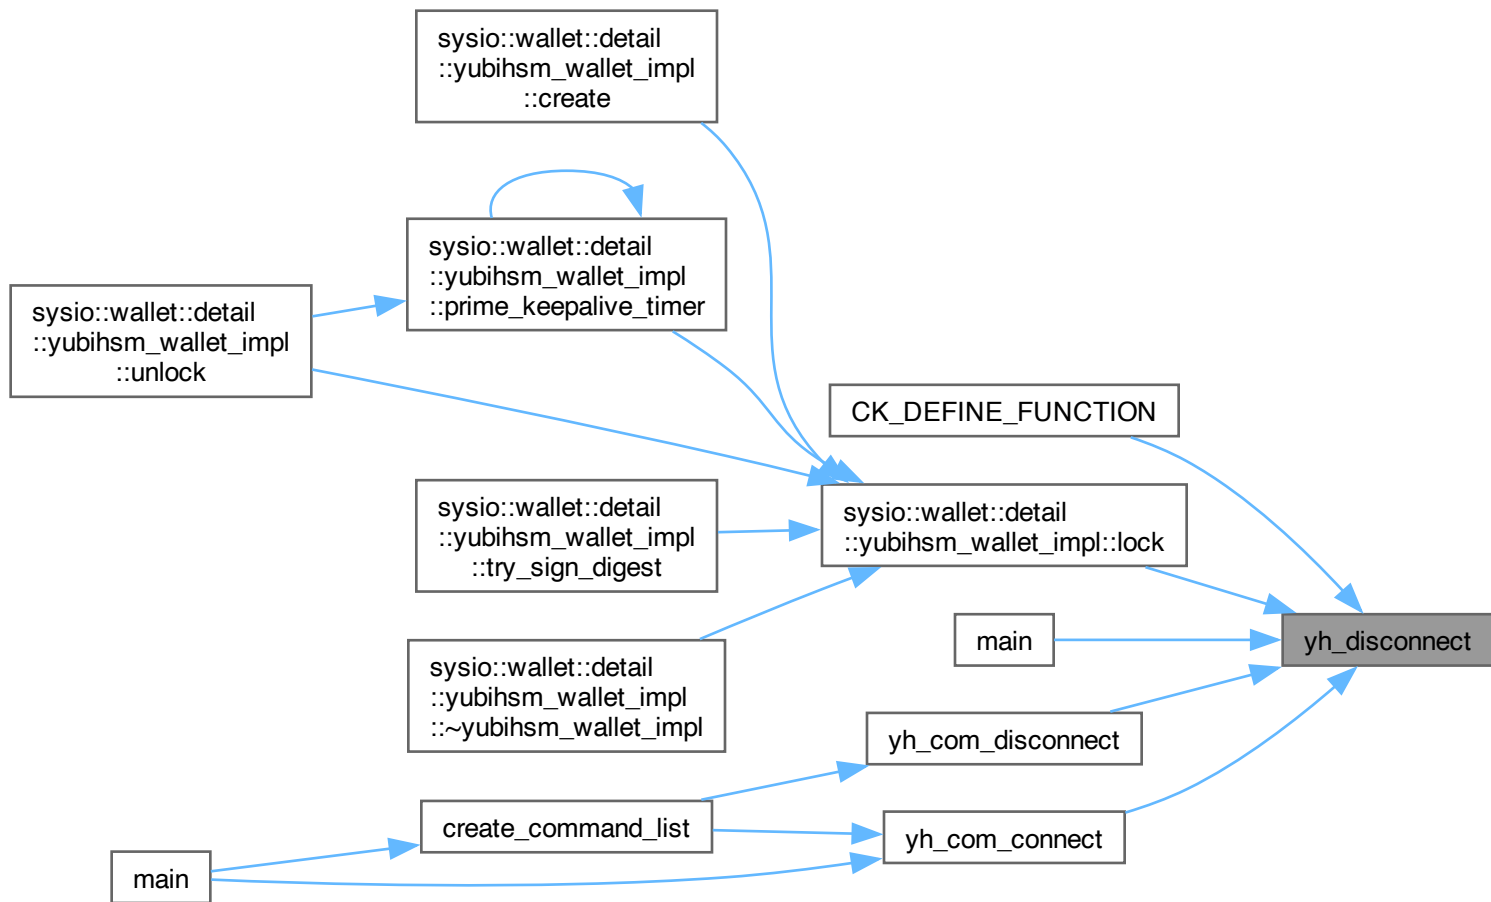 sysio::wallet::detail
::yubihsm_wallet_impl
::create
sysio::wallet::detail
::yubihsm_wallet_impl
::prime_keepalive_timer
sysio::wallet::detail
::yubihsm_wallet_impl
::unlock
CK_DEFINE_FUNCTION
sysio::wallet::detail
::yubihsm_wallet_impl
::try_sign_digest
sysio::wallet::detail
::yubihsm_wallet_impl::lock
main
yh_disconnect
sysio::wallet::detail
::yubihsm_wallet_impl
::~yubihsm_wallet_impl
yh_com_disconnect
create_command_list
yh_com_connect
main